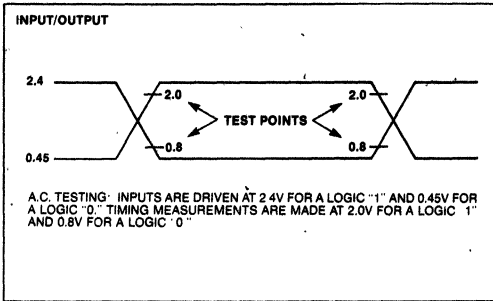 INPUT/OUTPUT
2.4
2.0
2.0
TEST POINTS
0.8
0.8
0.45
A.C. TESTING: INPUTS ARE DRIVEN AT 2 4V FOR A LOGIC "1" AND 0.45V FOR
A LOGIC "0." TIMING MEASUREMENTS ARE MADE AT 2.0V FOR A LOGIC 1"
AND 0.8V FOR A LOGIC 0"